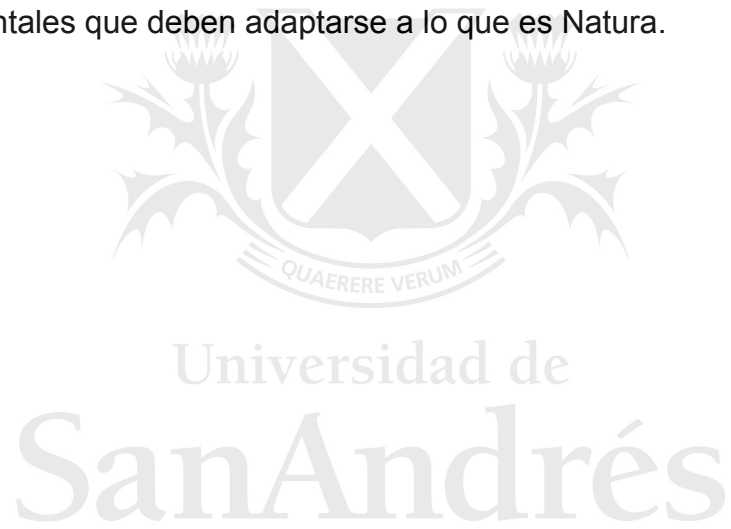 ntales que deben adaptarse a lo que es Natura.
QUAERERE VERUM
Universidad de
SanAndrés